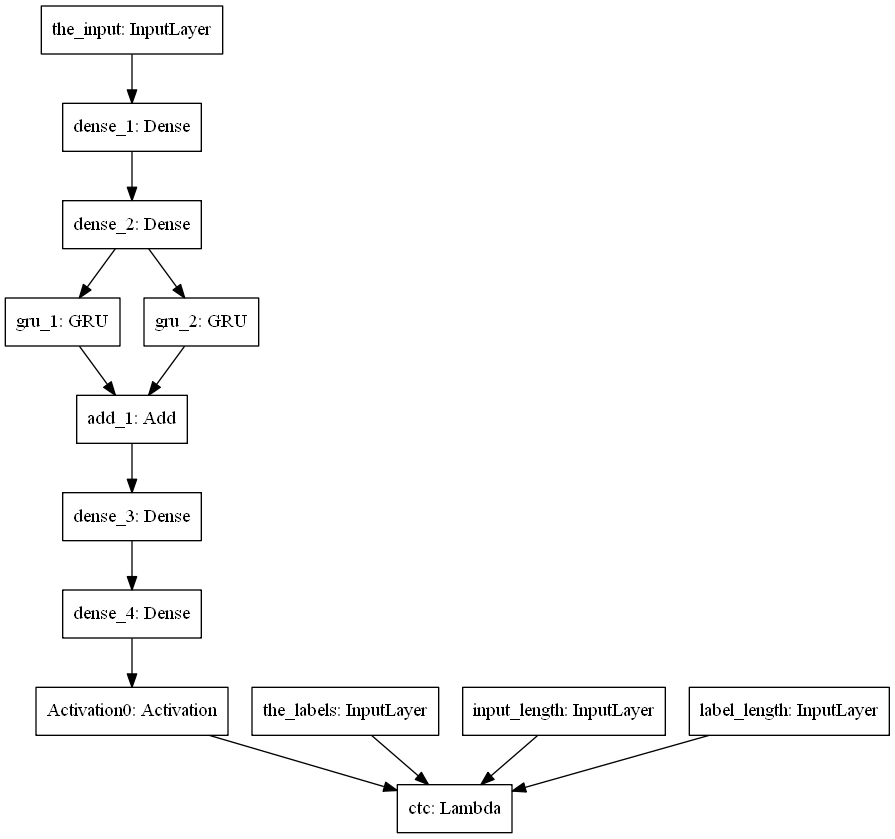 the_input: InputLayer
dense_1: Dense
dense_2: Dense
gru_1: GRU
gru_2: GRU
add_1: Add
dense_3: Dense
dense_4: Dense
Activation0: Activation
the_labels: InputLayer
input_length: InputLayer
label_length: InputLayer
ctc: Lambda